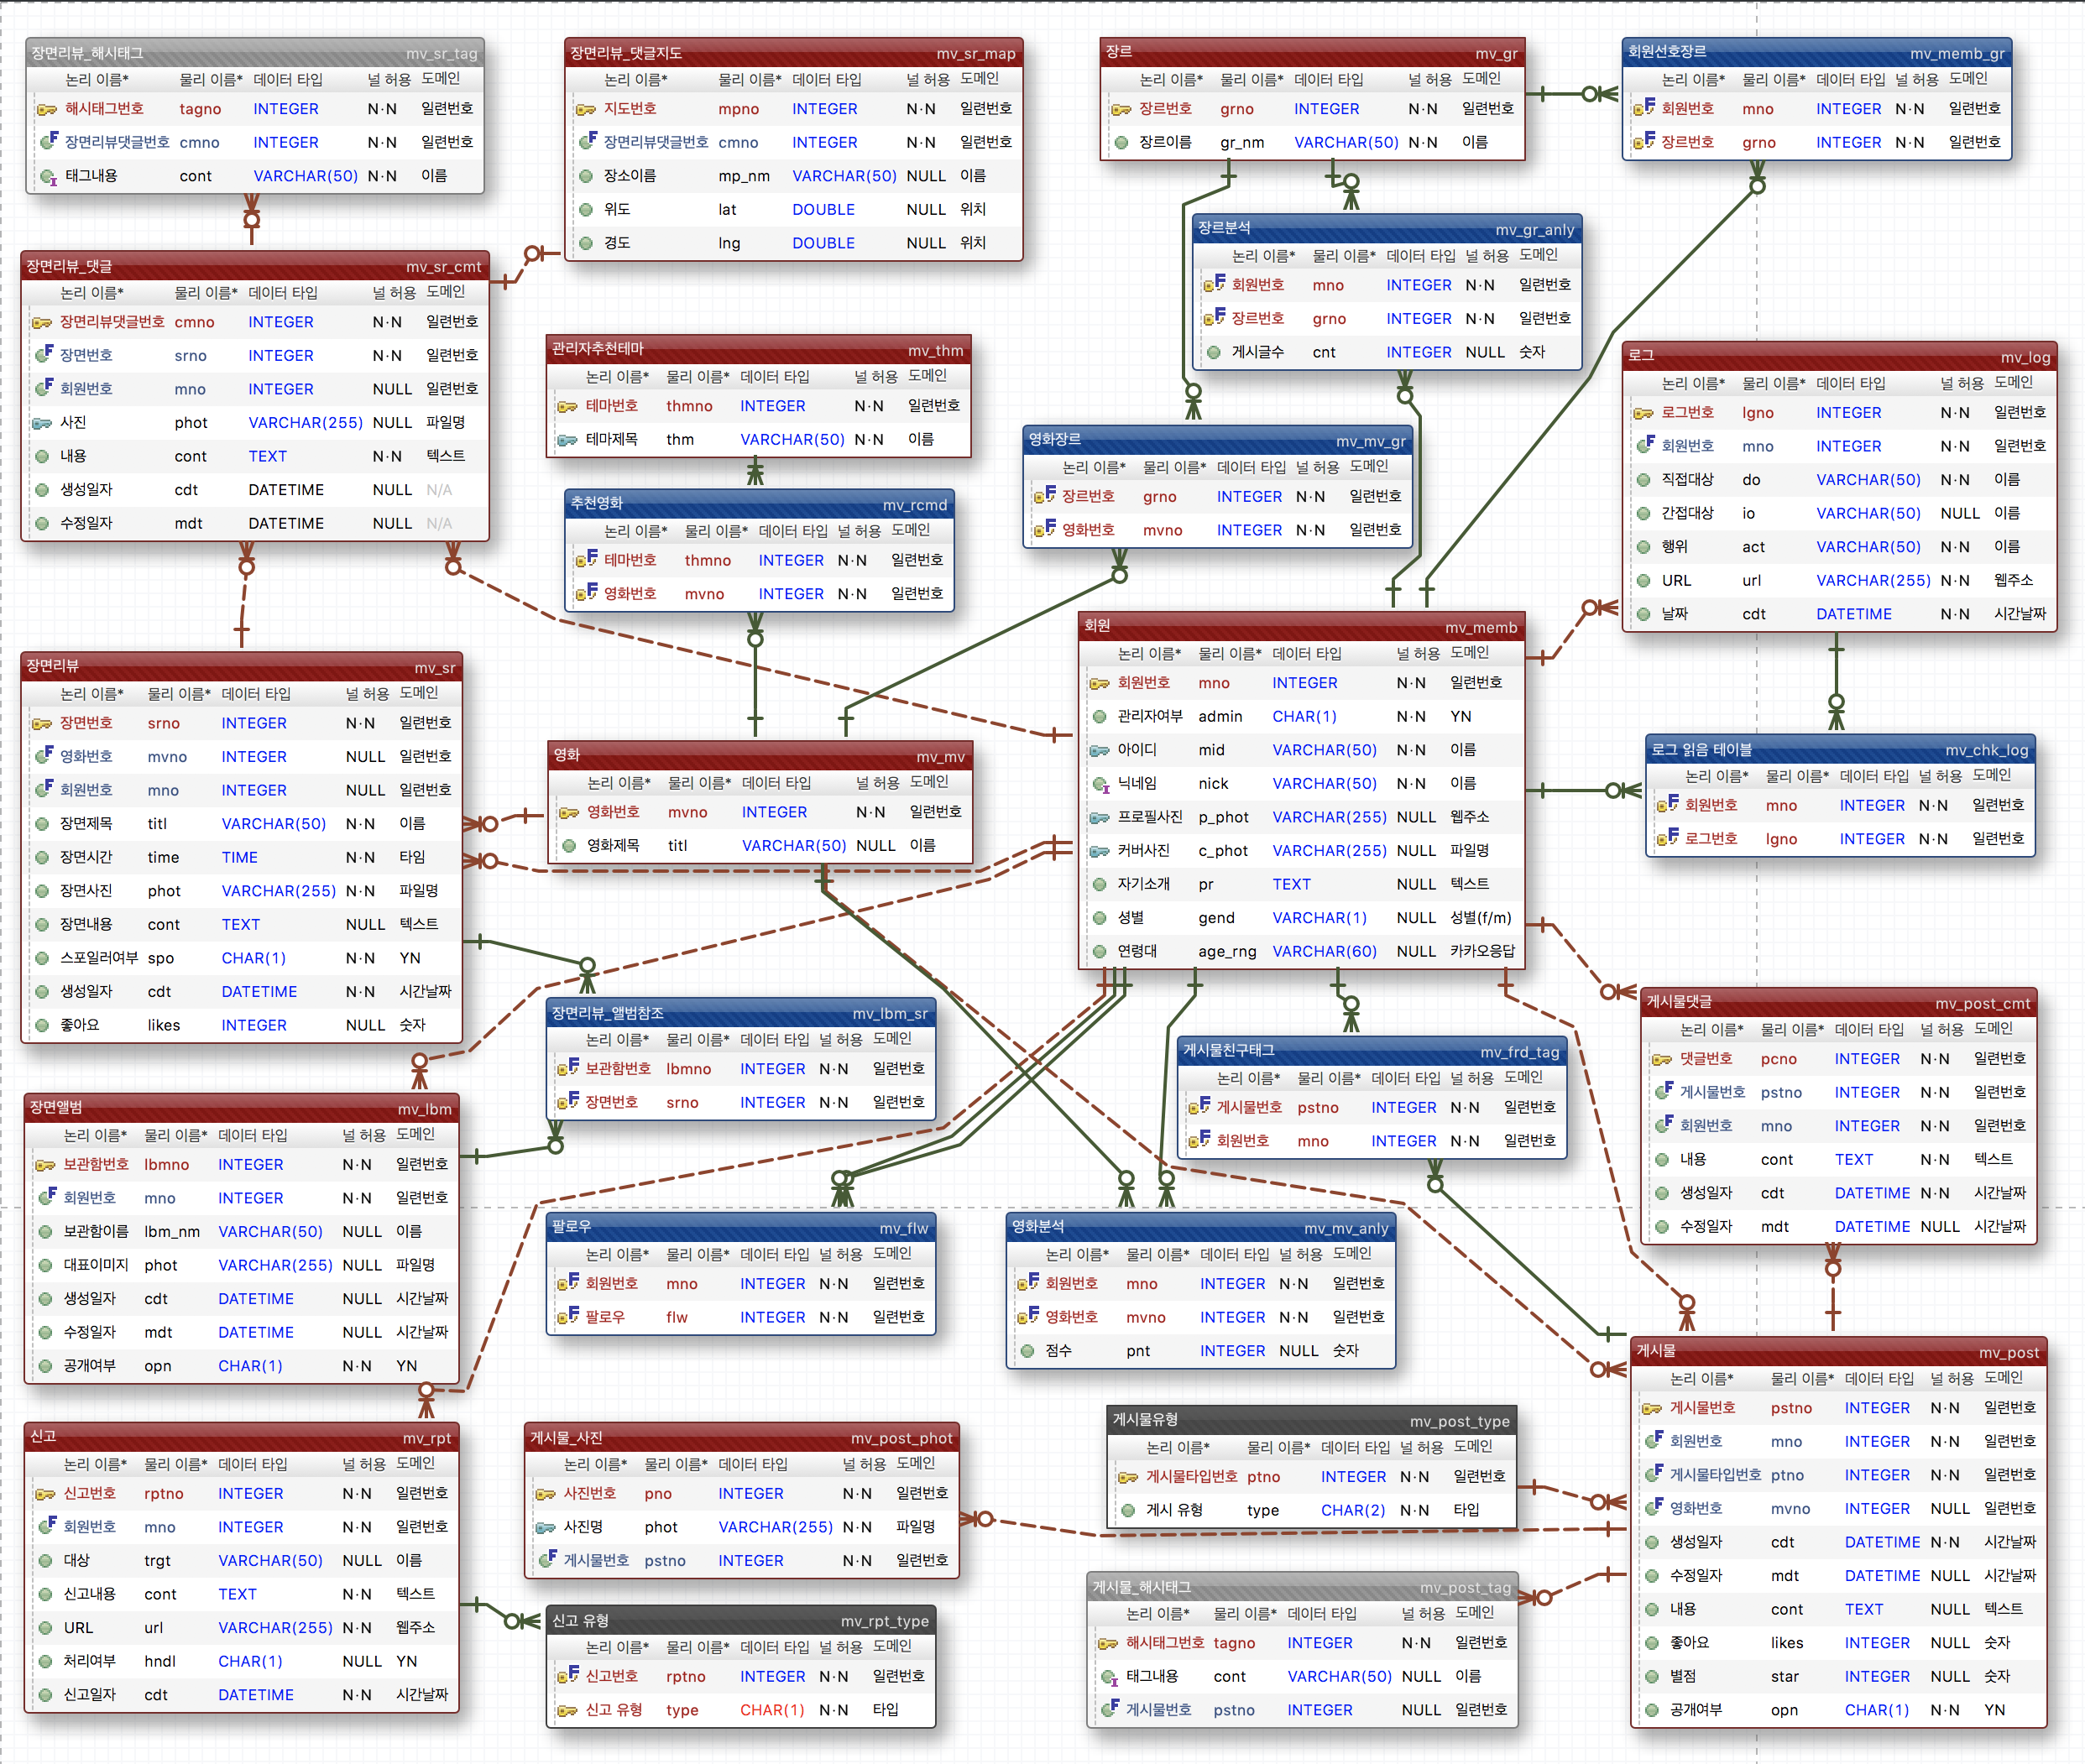 장면리뷰_해시태그 mv_sr_tag
논리 이름* 물리 이름* 데이터 타입 널 허용 도메인
해시태그번호 tagno INTEGER N·N 일련번호
장면리뷰댓글번호 cmno INTEGER N·N 일련번호
태그내용 cont VARCHAR(50) N·N 이름
장면리뷰_댓글지도 mv_sr_map
논리 이름* 물리 이름* 데이터 타입 널 허용 도메인
지도번호 mpno INTEGER N·N 일련번호
장면리뷰댓글번호 cmno INTEGER N·N 일련번호
장소이름 mp_nm VARCHAR(50) NULL 이름
위도 lat DOUBLE NULL 위치
경도 lng DOUBLE NULL 위치
장르 mv_gr
논리 이름* 물리 이름* 데이터 타입 널 허용 도메인
장르번호 grno INTEGER N·N 일련번호
장르이름 gr_nm VARCHAR(50) N·N 이름
회원선호장르 mv_memb_gr
논리 이름* 물리 이름* 데이터 타입 널 허용 도메인
회원번호 mno INTEGER N·N 일련번호
장르번호 grno INTEGER N·N 일련번호
장르분석 mv_gr_anly
논리 이름* 물리 이름* 데이터 타입 널 허용 도메인
회원번호 mno INTEGER N·N 일련번호
장르번호 grno INTEGER N·N 일련번호
게시글수 cnt INTEGER NULL 숫자
장면리뷰_댓글 mv_sr_cmt
논리 이름* 물리 이름* 데이터 타입 널 허용 도메인
장면리뷰댓글번호 cmno INTEGER N·N 일련번호
장면번호 srno INTEGER N·N 일련번호
회원번호 mno INTEGER NULL 일련번호
사진 phot VARCHAR(255) NULL 파일명
내용 cont TEXT N·N 텍스트
생성일자 cdt DATETIME NULL N/A
수정일자 mdt DATETIME NULL N/A
관리자추천테마 mv_thm
논리 이름* 물리 이름* 데이터 타입 널 허용 도메인
테마번호 thmno INTEGER N·N 일련번호
테마제목 thm VARCHAR(50) N·N 이름
추천영화 mv_rcmd
논리 이름* 물리 이름* 데이터 타입 널 허용 도메인
테마번호 thmno INTEGER N·N 일련번호
영화번호 mvno INTEGER N·N 일련번호
영화장르 mv_mv_gr
논리 이름* 물리 이름* 데이터 타입 널 허용 도메인
장르번호 grno INTEGER N·N 일련번호
영화번호 mvno INTEGER N·N 일련번호
로그 mv_log
논리 이름* 물리 이름* 데이터 타입 널 허용 도메인
로그번호 lgno INTEGER N·N 일련번호
회원번호 mno INTEGER N·N 일련번호
직접대상 do VARCHAR(50) N·N 이름
간접대상 io VARCHAR(50) NULL 이름
행위 act VARCHAR(50) N·N 이름
URL url VARCHAR(255) N·N 웹주소
날짜 cdt DATETIME N·N 시간날짜
장면리뷰 mv_sr
논리 이름* 물리 이름* 데이터 타입 널 허용 도메인
장면번호 srno INTEGER N·N 일련번호
영화번호 mvno INTEGER NULL 일련번호
회원번호 mno INTEGER NULL 일련번호
장면제목 titl VARCHAR(50) N·N 이름
장면시간 time TIME N·N 타임
장면사진 phot VARCHAR(255) N·N 파일명
장면내용 cont TEXT NULL 텍스트
스포일러여부 spo CHAR(1) N·N YN
생성일자 cdt DATETIME N·N 시간날짜
좋아요 likes INTEGER NULL 숫자
영화 mv_mv
논리 이름* 물리 이름* 데이터 타입 널 허용 도메인
영화번호 mvno INTEGER N·N 일련번호
영화제목 titl VARCHAR(50) NULL 이름
회원 mv_memb
논리 이름* 물리 이름* 데이터 타입 널 허용 도메인
회원번호 mno INTEGER N·N 일련번호
관리자여부 admin CHAR(1) N·N YN
아이디 mid VARCHAR(50) N·N 이름
닉네임 nick VARCHAR(50) N·N 이름
프로필사진 p_phot VARCHAR(255) NULL 웹주소
커버사진 c_phot VARCHAR(255) NULL 파일명
자기소개 pr TEXT NULL 텍스트
셩별 gend VARCHAR(1) NULL 성별(f/m)
연령대 age_rng VARCHAR(60) NULL 카카오응답
로그 읽음 테이블 mv_chk_log
논리 이름* 물리 이름* 데이터 타입 널 허용 도메인
회원번호 mno INTEGER N·N 일련번호
로그번호 lgno INTEGER N·N 일련번호
장면리뷰_앨범참조 mv_lbm_sr
논리 이름* 물리 이름* 데이터 타입 널 허용 도메인
보관함번호 lbmno INTEGER N·N 일련번호
장면번호 srno INTEGER N·N 일련번호
게시물친구태그 mv_frd_tag
논리 이름* 물리 이름* 데이터 타입 널 허용 도메인
게시물번호 pstno INTEGER N·N 일련번호
회원번호 mno INTEGER N·N 일련번호
게시물댓글 mv_post_cmt
논리 이름* 물리 이름* 데이터 타입 널 허용 도메인
댓글번호 pcno INTEGER N·N 일련번호
게시물번호 pstno INTEGER N·N 일련번호
회원번호 mno INTEGER N·N 일련번호
내용 cont TEXT N·N 텍스트
생성일자 cdt DATETIME N·N 시간날짜
수정일자 mdt DATETIME NULL 시간날짜
장면앨범 mv_lbm
논리 이름* 물리 이름* 데이터 타입 널 허용 도메인
보관함번호 lbmno INTEGER N·N 일련번호
회원번호 mno INTEGER N·N 일련번호
보관함이름 lbm_nm VARCHAR(50) NULL 이름
대표이미지 phot VARCHAR(255) NULL 파일명
생성일자 cdt DATETIME NULL 시간날짜
수정일자 mdt DATETIME NULL 시간날짜
공개여부 opn CHAR(1) N·N YN
팔로우 mv_flw
논리 이름* 물리 이름* 데이터 타입 널 허용 도메인
회원번호 mno INTEGER N·N 일련번호
팔로우 flw INTEGER N·N 일련번호
영화분석 mv_mv_anly
논리 이름* 물리 이름* 데이터 타입 널 허용 도메인
회원번호 mno INTEGER N·N 일련번호
영화번호 mvno INTEGER N·N 일련번호
점수 pnt INTEGER NULL 숫자
게시물 mv_post
논리 이름* 물리 이름* 데이터 타입 널 허용 도메인
게시물번호 pstno INTEGER N·N 일련번호
회원번호 mno INTEGER N·N 일련번호
게시물타입번호 ptno INTEGER N·N 일련번호
영화번호 mvno INTEGER NULL 일련번호
생성일자 cdt DATETIME N·N 시간날짜
수정일자 mdt DATETIME NULL 시간날짜
내용 cont TEXT NULL 텍스트
좋아요 likes INTEGER NULL 숫자
별점 star INTEGER NULL 숫자
공개여부 opn CHAR(1) N·N YN
신고 mv_rpt
논리 이름* 물리 이름* 데이터 타입 널 허용 도메인
신고번호 rptno INTEGER N·N 일련번호
회원번호 mno INTEGER N·N 일련번호
대상 trgt VARCHAR(50) NULL 이름
신고내용 cont TEXT N·N 텍스트
URL url VARCHAR(255) N·N 웹주소
처리여부 hndl CHAR(1) NULL YN
신고일자 cdt DATETIME N·N 시간날짜
게시물_사진 mv_post_phot
논리 이름* 물리 이름* 데이터 타입 널 허용 도메인
사진번호 pno INTEGER N·N 일련번호
사진명 phot VARCHAR(255) N·N 파일명
게시물번호 pstno INTEGER N·N 일련번호
게시물유형 mv_post_type
논리 이름* 물리 이름* 데이터 타입 널 허용 도메인
게시물타입번호 ptno INTEGER N·N 일련번호
게시 유형 type CHAR(2) N·N 타입
신고 유형 mv_rpt_type
논리 이름* 물리 이름* 데이터 타입 널 허용 도메인
신고번호 rptno INTEGER N·N 일련번호
신고 유형 type CHAR(1) N·N 타입
게시물_해시태그 mv_post_tag
논리 이름* 물리 이름* 데이터 타입 널 허용 도메인
해시태그번호 tagno INTEGER N·N 일련번호
태그내용 cont VARCHAR(50) NULL 이름
게시물번호 pstno INTEGER NULL 일련번호